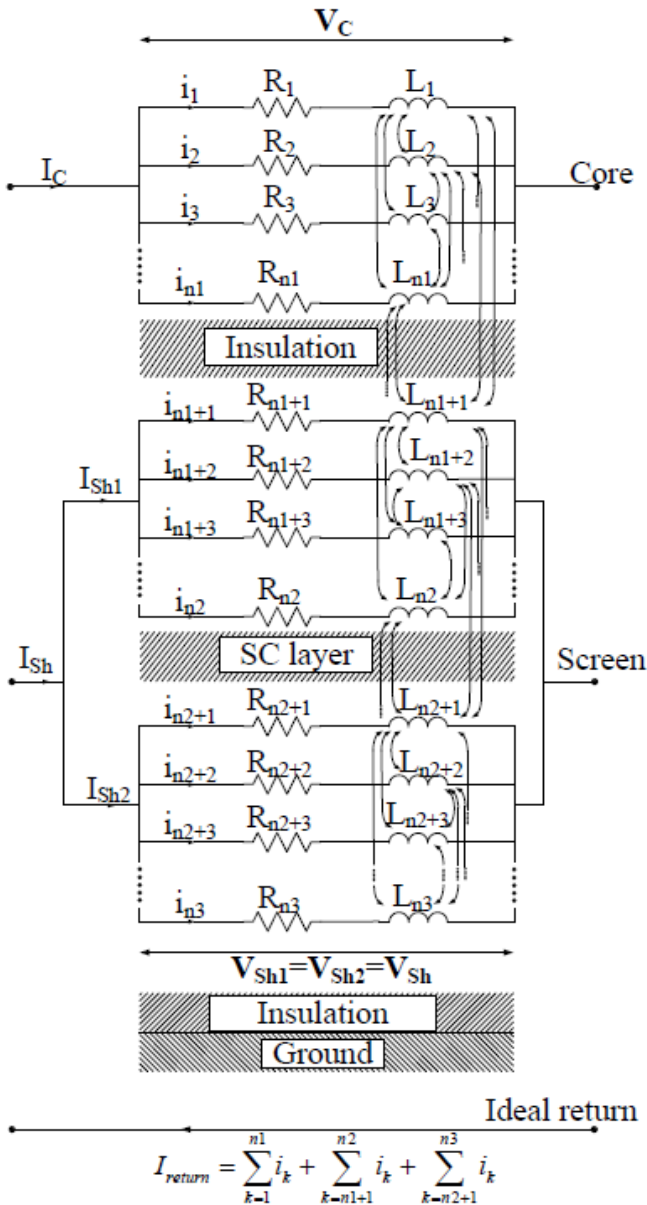 V_C
i_1 R_1 L_1
i_2 R_2 L_2
I_C Core
i_3 R_3 L_3
i_n1 R_n1 L_n1
Insulation
i_n1+1 R_n1+1 L_n1+1
i_n1+2 R_n1+2 L_n1+2
I_Sh1
i_n1+3 R_n1+3 L_n1+3
i_n2 R_n2 L_n2
SC layer
I_Sh Screen
i_n2+1 R_n2+1 L_n2+1
i_n2+2 R_n2+2 L_n2+2
I_Sh2
i_n2+3 R_n2+3 L_n2+3
i_n3 R_n3 L_n3
V_Sh1=V_Sh2=V_Sh
Insulation
Ground
Ideal return
I_return = \sum_{k=1}^{n1} i_k + \sum_{k=n1+1}^{n2} i_k + \sum_{k=n2+1}^{n3} i_k